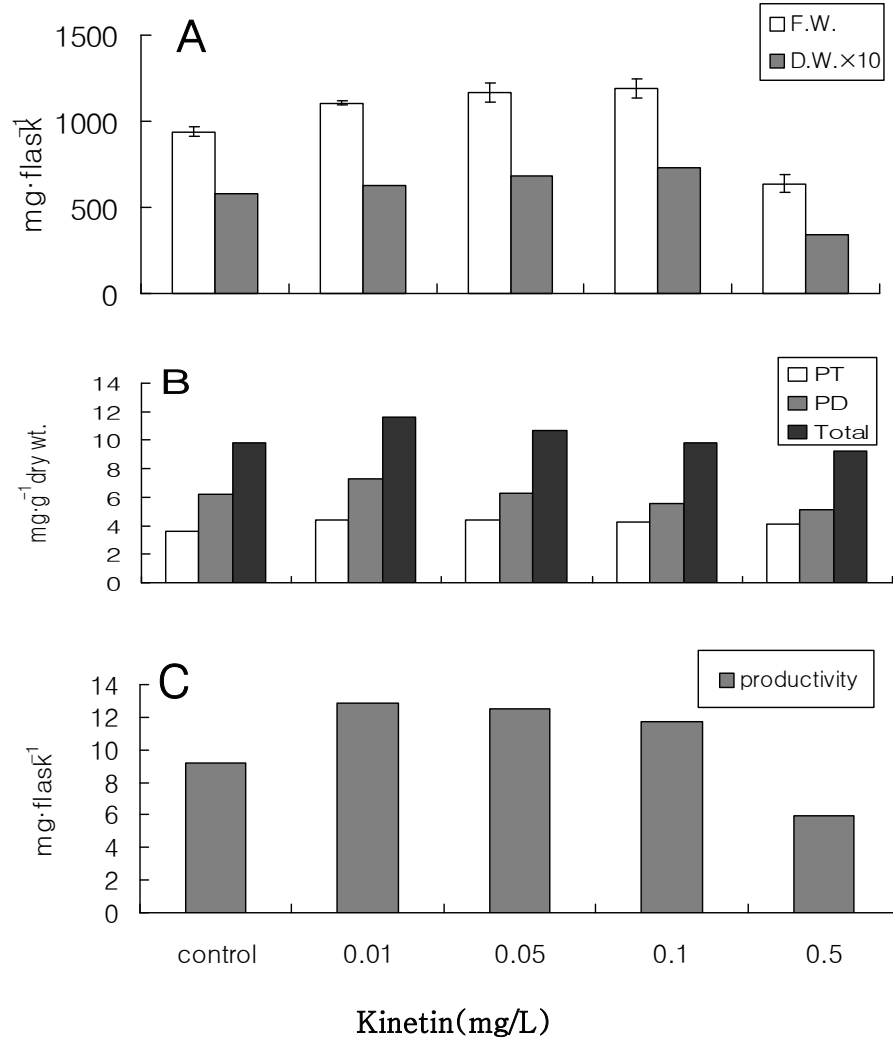 A
F.W.
D.W.×10
1500
1000
500
0
mg·flask⁻¹
B
PT
PD
Total
14
12
10
8
6
4
2
0
mg·g⁻¹ dry wt.
C
productivity
14
12
10
8
6
4
2
0
mg·flask⁻¹
control 0.01 0.05 0.1 0.5
Kinetin(mg/L)